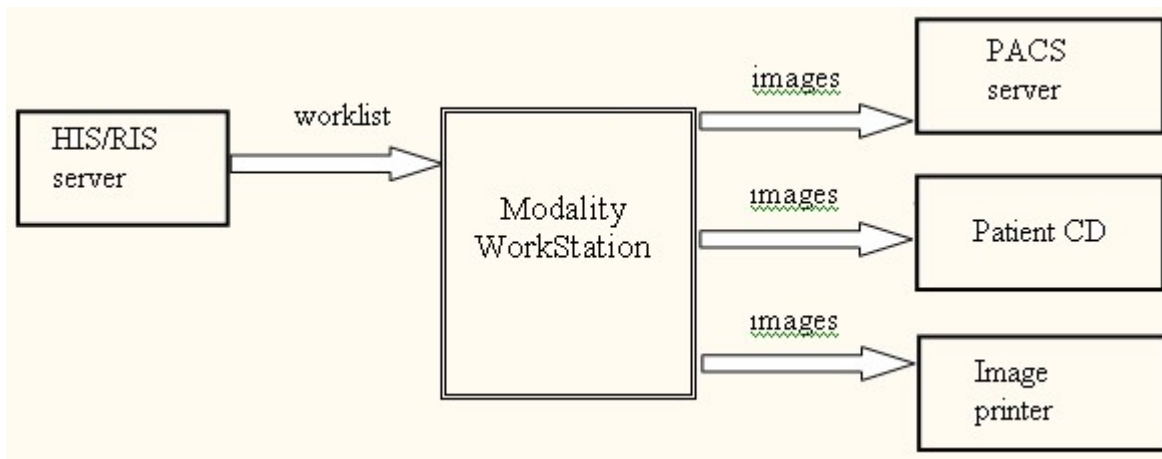 HIS/RIS
server
worklist
Modality
WorkStation
images
PACS
server
images
Patient CD
images
Image
printer